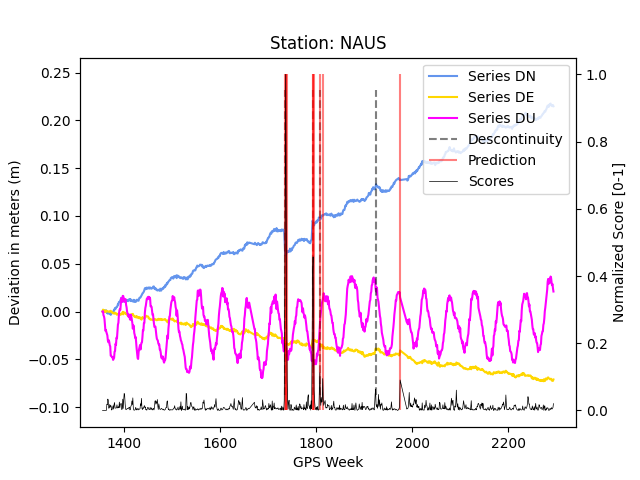 Station: NAUS
Series DN
Series DE
Series DU
Descontinuity
Prediction
Scores
0.25
0.20
0.15
0.10
0.05
0.00
−0.05
−0.10
Deviation in meters (m)
1.0
0.8
0.6
0.4
0.2
0.0
Normalized Score [0-1]
1400
1600
1800
2000
2200
GPS Week